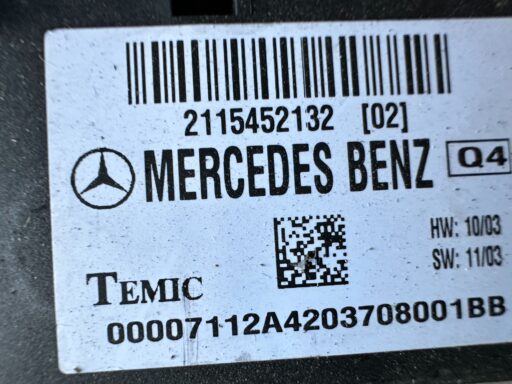 2115452132 [02]
MERCEDES BENZ Q4
HW: 10/03
SW: 11/03
TEMIC
00007112A4203708001BB